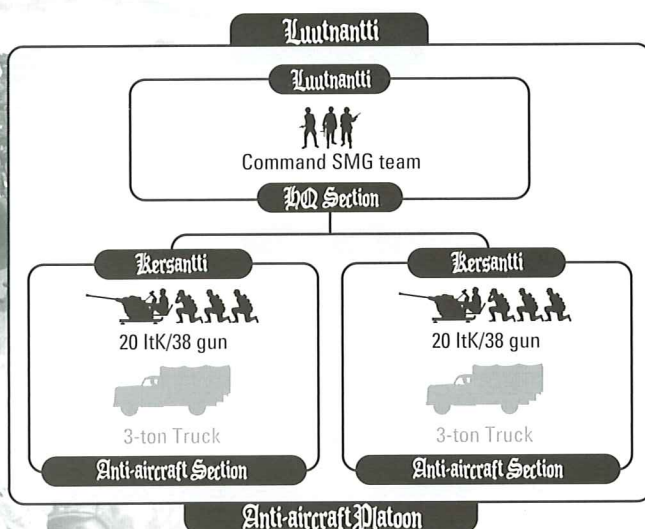 Luutnantti
Luutnantti
Command SMG team
HQ Section
Kersantti
20 ItK/38 gun
3-ton Truck
Anti-aircraft Section
Kersantti
20 ItK/38 gun
3-ton Truck
Anti-aircraft Section
Anti-aircraft Platoon